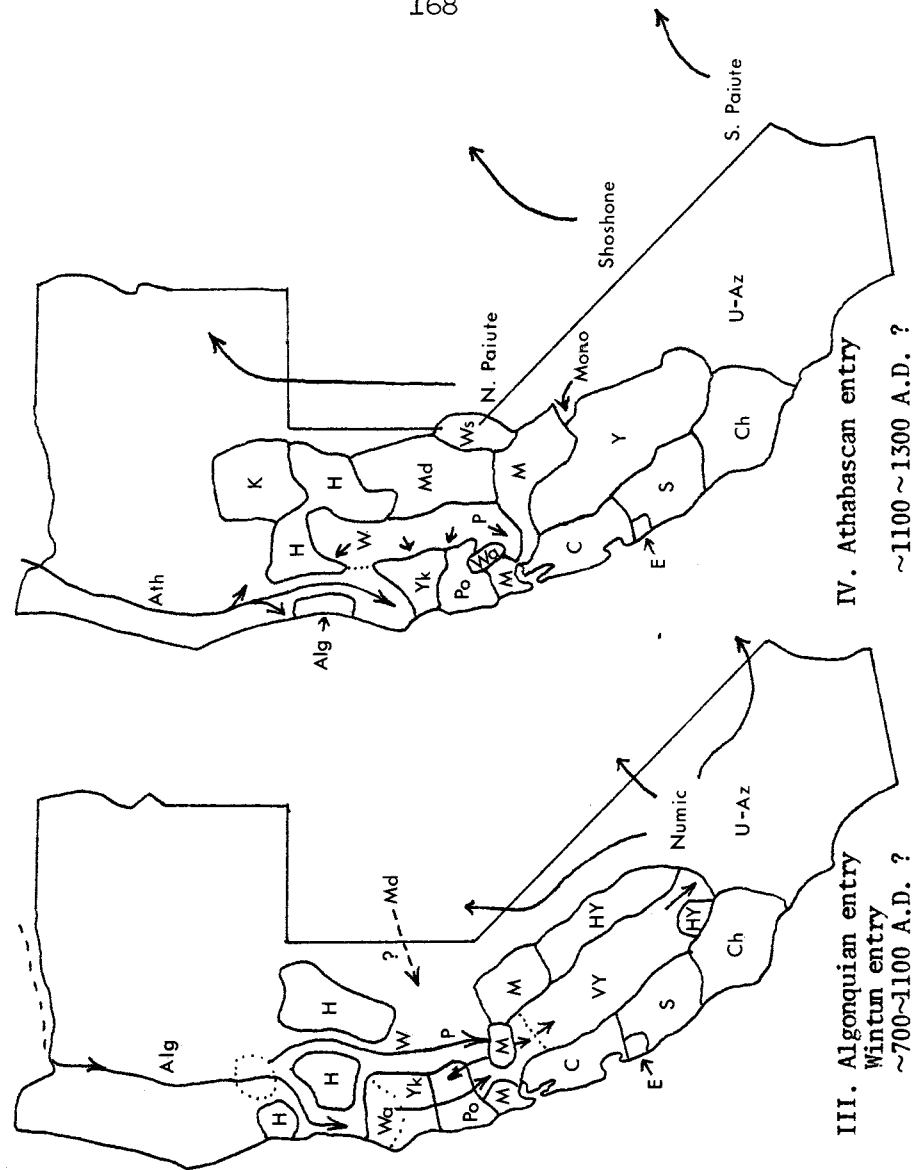 168
Alg
H
H
H
W
P
Wa
Yk
Po
M
M
M
? Md
HY
VY
HY
C
S
E
Ch
Numic
U-Az
III. Algonquian entry
Wintun entry
~700~1100 A.D. ?
Ath
Alg
K
H
H
W
Md
Ws
N. Paiute
Shoshone
S. Paiute
Yk
Po
Wa
P
M
M
Mono
Y
C
S
E
Ch
U-Az
IV. Athabascan entry
~1100~1300 A.D. ?